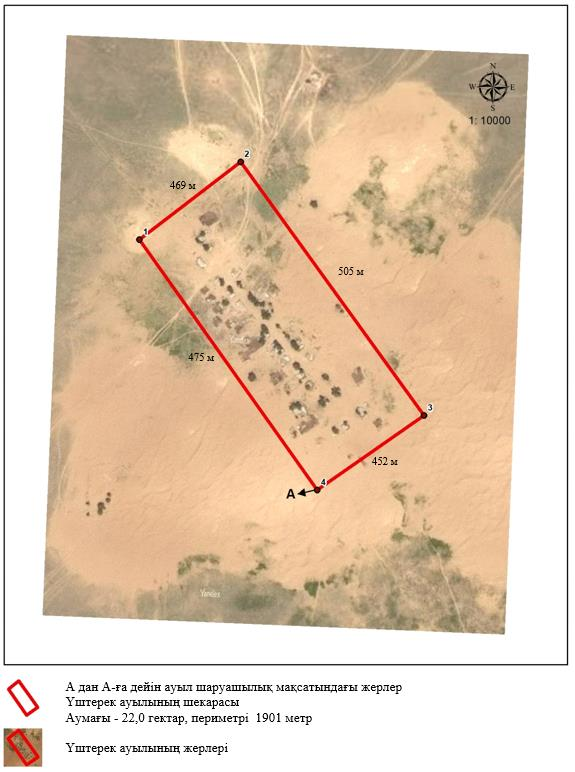 N
W E
S
1: 10000
2
469 м
1
505 м
475 м
3
452 м
4
А
Yandex
А дан А-ға дейін ауыл шаруашылық мақсатындағы жерлер
Үштерек ауылының шекарасы
Аумағы - 22,0 гектар, периметрі 1901 метр
Үштерек ауылының жерлері